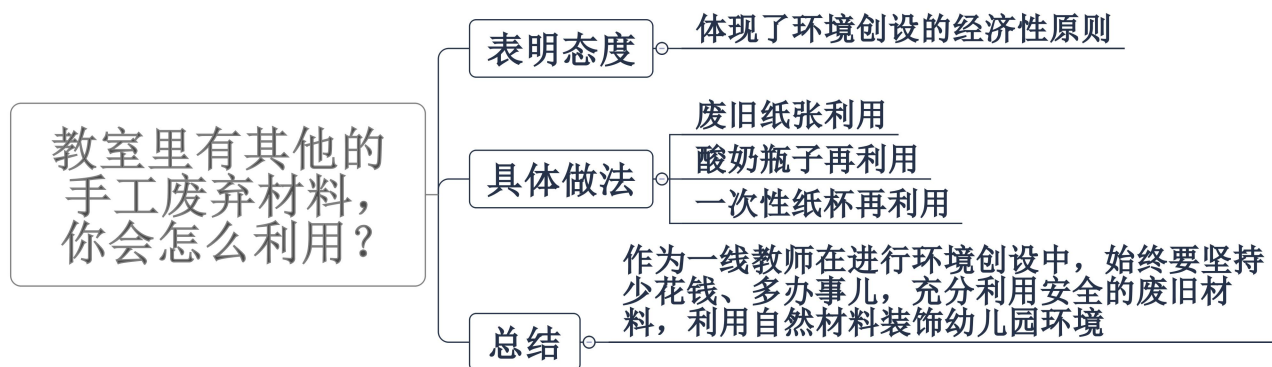 教室里有其他的
手工废弃材料，
你会怎么利用？
表明态度
体现了环境创设的经济性原则
具体做法
废旧纸张利用
酸奶瓶子再利用
一次性纸杯再利用
总结
作为一线教师在进行环境创设中，始终要坚持
少花钱、多办事儿，充分利用安全的废旧材
料，利用自然材料装饰幼儿园环境